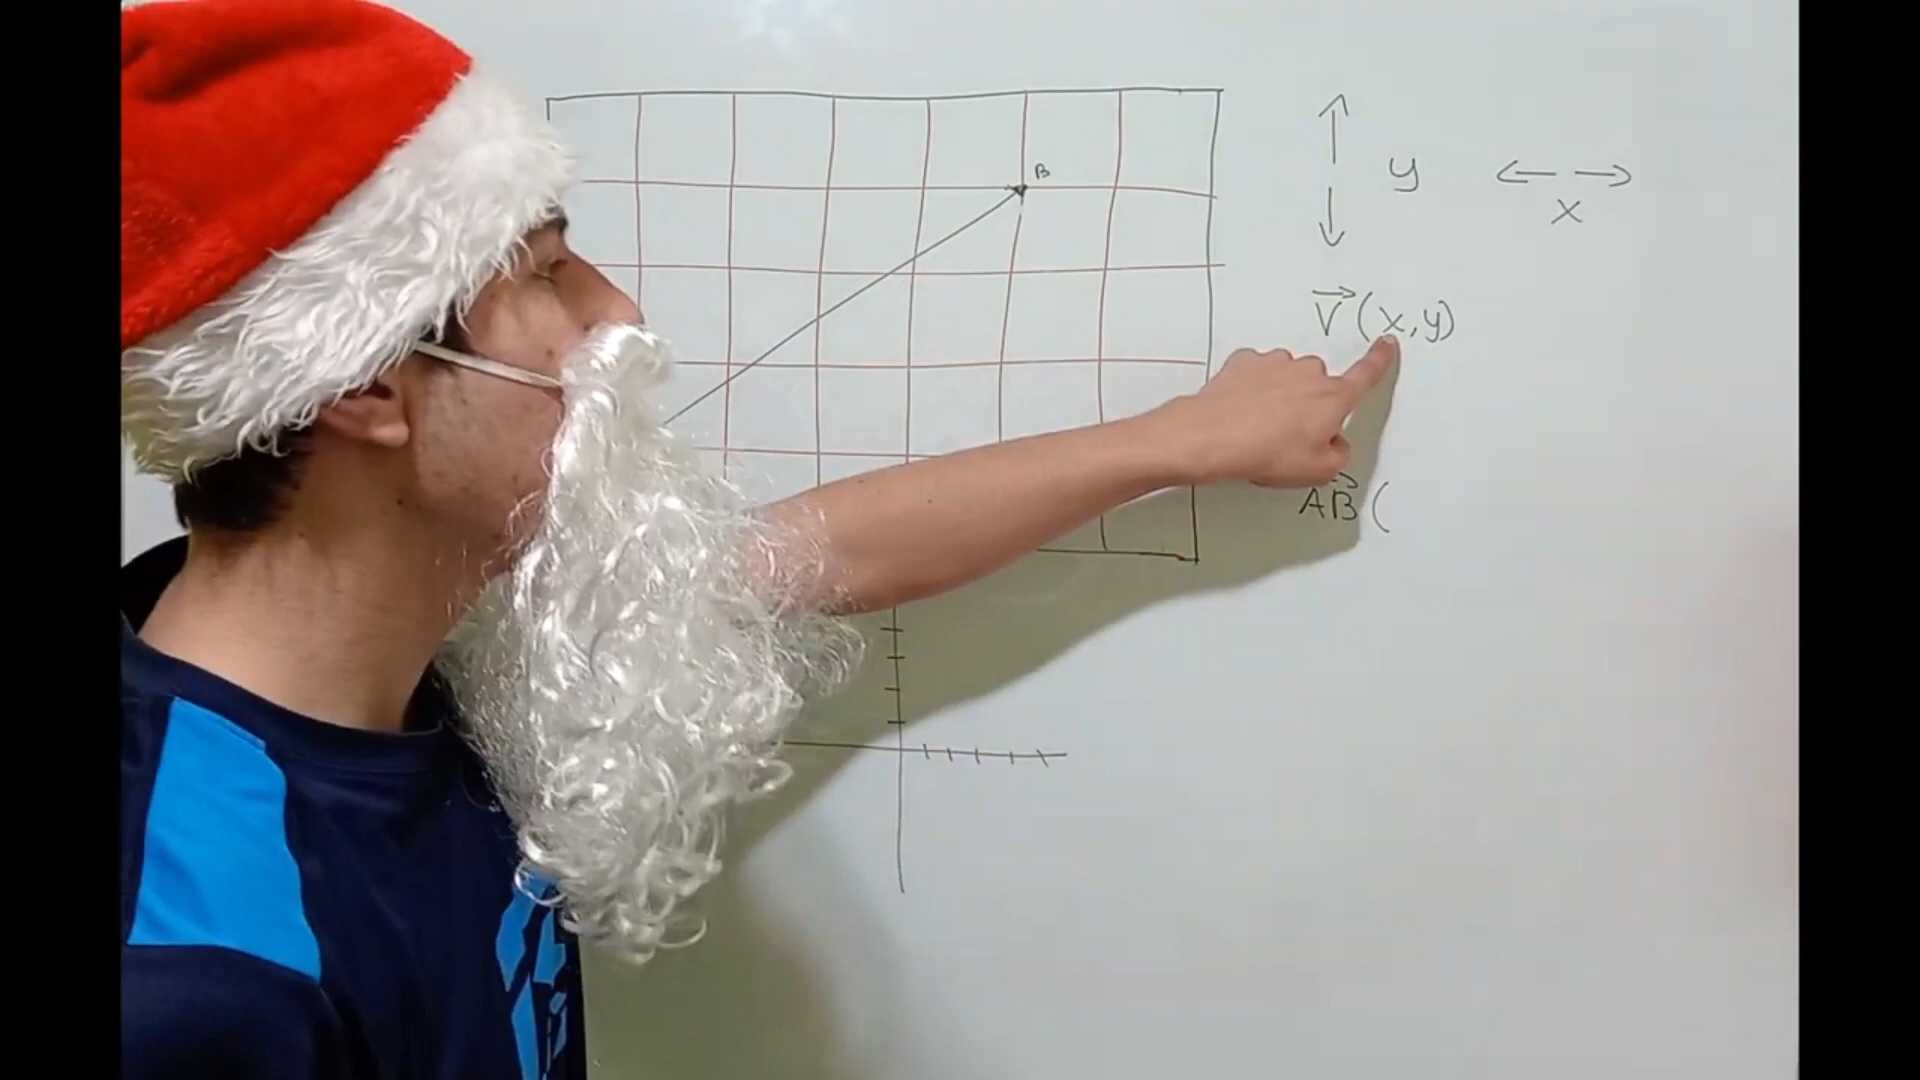 B
y
x
V⃗ (x,y)
AB⃗ (